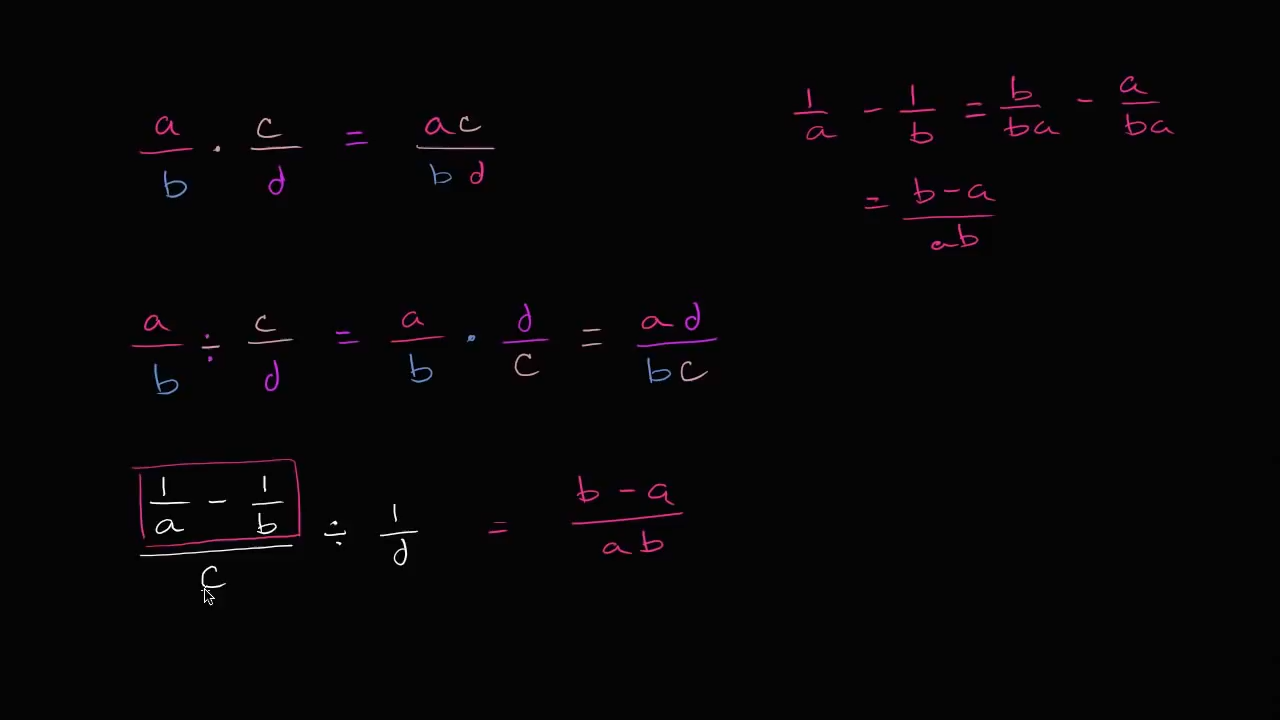 a/b · c/d = ac/bd
1/a − 1/b = b/ba − a/ba
= b−a/ab
a/b ÷ c/d = a/b · d/c = ad/bc
1/a − 1/b / c ÷ 1/d = b − a/ab